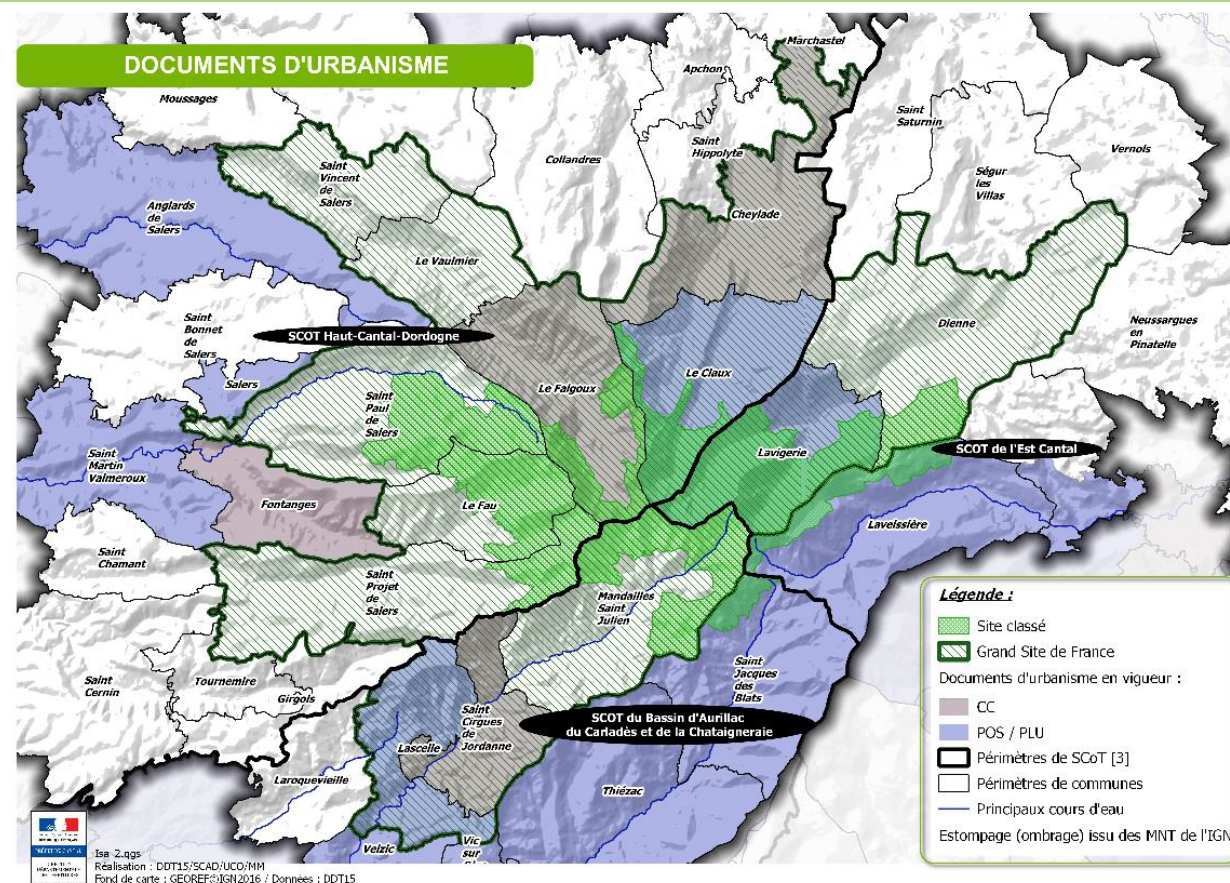 DOCUMENTS D'URBANISME
Marchastel
Apchon
Moussages
Saint
Saturnin
Saint
Hippolyte
Vernols
Collandres
Saint
Vincent
de
Salers
Ségur
les
Villas
Anglards
de
Salers
Cheylade
Le Vaulmier
Dienne
Neussargues
en
Pinatelle
Saint
Bonnet
de
Salers
SCOT Haut-Cantal-Dordogne
Le Claux
Salers
Le Falgoux
Saint
Paul
de
Salers
Lavigerie
SCOT de l'Est Cantal
Saint
Martin
Valmeroux
Fontanges
Le Fau
Laveissière
Saint
Chamant
Saint
Projet
de
Salers
Mandailles
Saint
Julien
Saint
Jacques
des
Blats
Saint
Cernin
Tournemire
Girgols
Saint
Cirgues
de
Jordanne
SCOT du Bassin d'Aurillac
du Carladès et de la Chataigneraie
Lascelle
Laroquevieille
Thiézac
Velzic
Vic
sur
Légende :
Site classé
Grand Site de France
Documents d'urbanisme en vigueur :
CC
POS / PLU
Périmètres de SCoT [3]
Périmètres de communes
Principaux cours d'eau
Estompage (ombrage) issu des MNT de l'IGN
Isa_2.qgs
Réalisation : DDT15/SCAD/UCO/MM
Fond de carte : GEOREF©IGN2016 / Données : DDT15